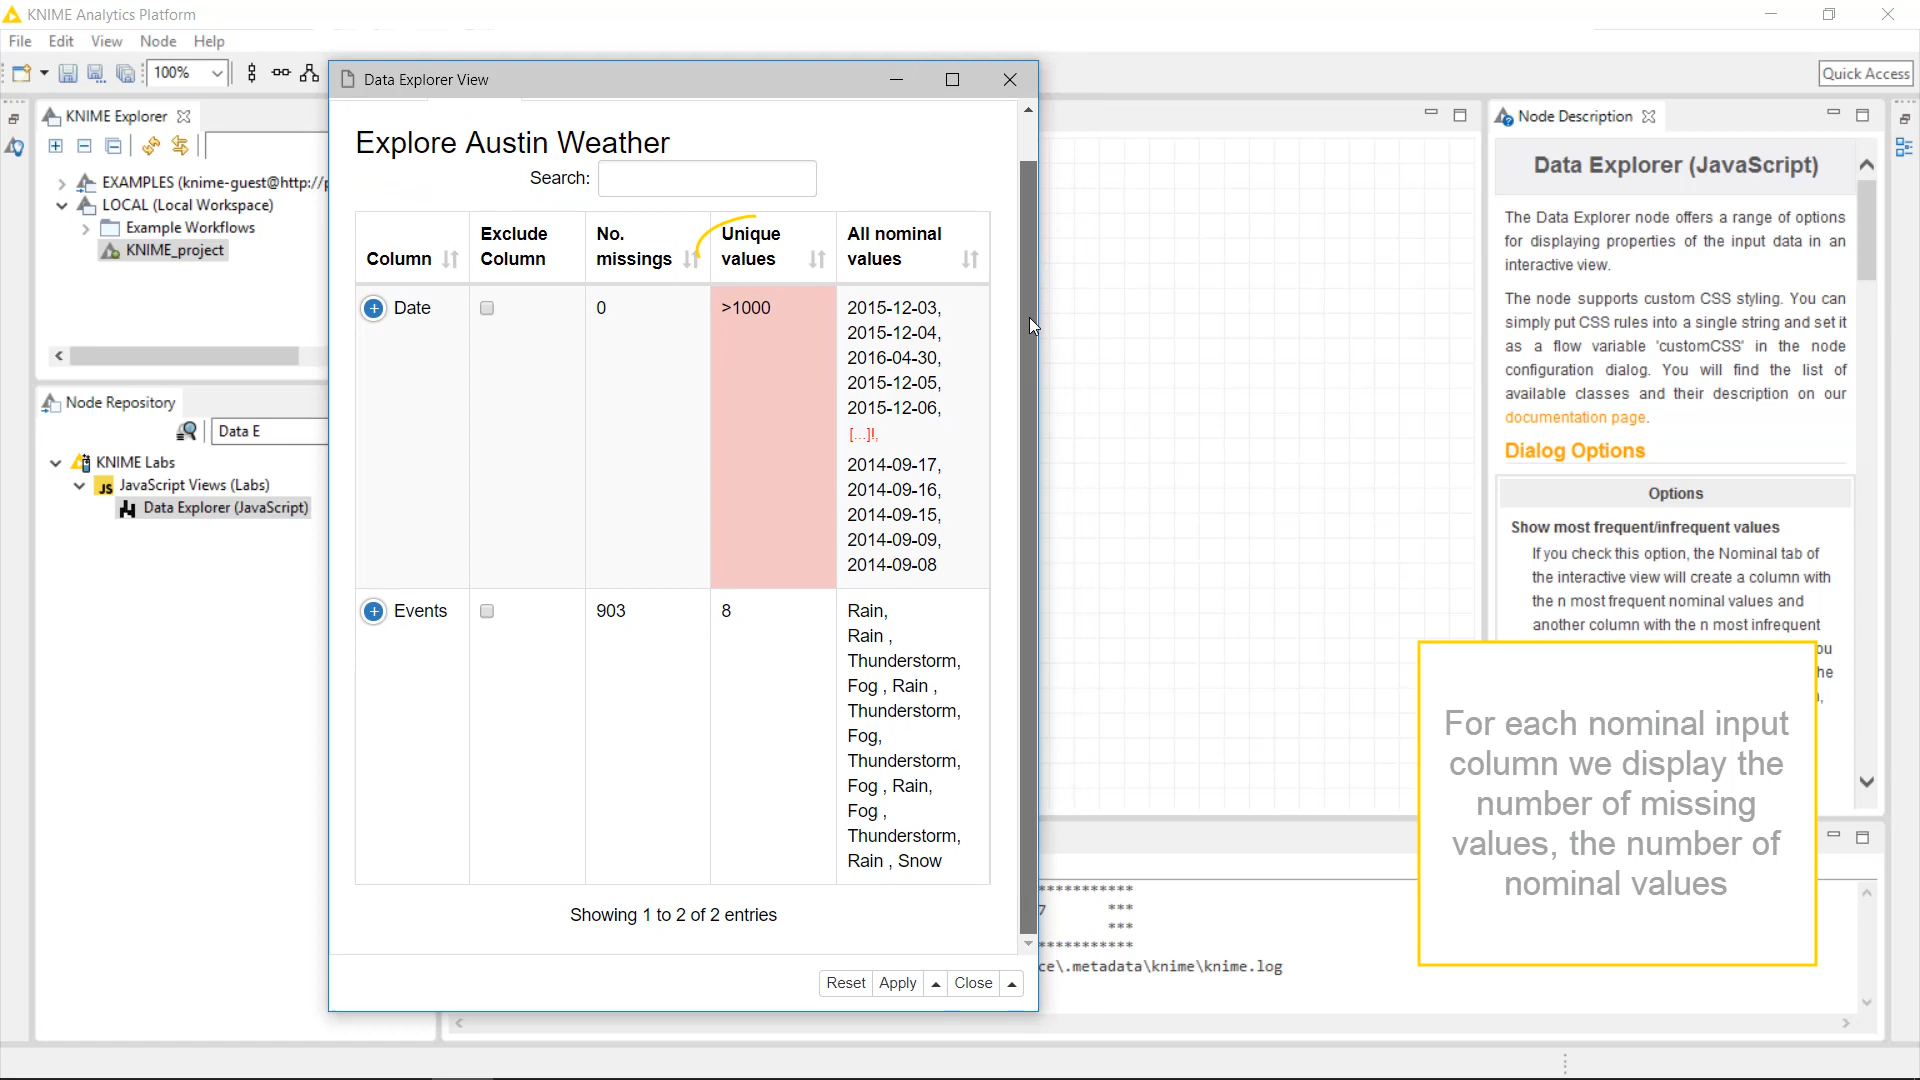 KNIME Analytics Platform
File Edit View Node Help
100%
Quick Access
KNIME Explorer
EXAMPLES (knime-guest@http://p
LOCAL (Local Workspace)
Example Workflows
KNIME_project
Node Repository
Data E
KNIME Labs
JS JavaScript Views (Labs)
Data Explorer (JavaScript)
Data Explorer View
Explore Austin Weather
Search:
Column
Exclude
Column
No.
missings
Unique
values
All nominal
values
Date
0
>1000
2015-12-03,
2015-12-04,
2016-04-30,
2015-12-05,
2015-12-06,
[...]!,
2014-09-17,
2014-09-16,
2014-09-15,
2014-09-09,
2014-09-08
Events
903
8
Rain,
Rain ,
Thunderstorm,
Fog , Rain ,
Thunderstorm,
Fog,
Thunderstorm,
Fog , Rain,
Fog ,
Thunderstorm,
Rain , Snow
Showing 1 to 2 of 2 entries
Reset Apply Close
Node Description
Data Explorer (JavaScript)
The Data Explorer node offers a range of options
for displaying properties of the input data in an
interactive view.
The node supports custom CSS styling. You can
simply put CSS rules into a single string and set it
as a flow variable 'customCSS' in the node
configuration dialog. You will find the list of
available classes and their description on our
documentation page.
Dialog Options
Options
Show most frequent/infrequent values
If you check this option, the Nominal tab of
the interactive view will create a column with
the n most frequent nominal values and
another column with the n most infrequent
ou
he
For each nominal input
column we display the
number of missing
values, the number of
nominal values
***********
7 ***
***
***********
ce\.metadata\knime\knime.log